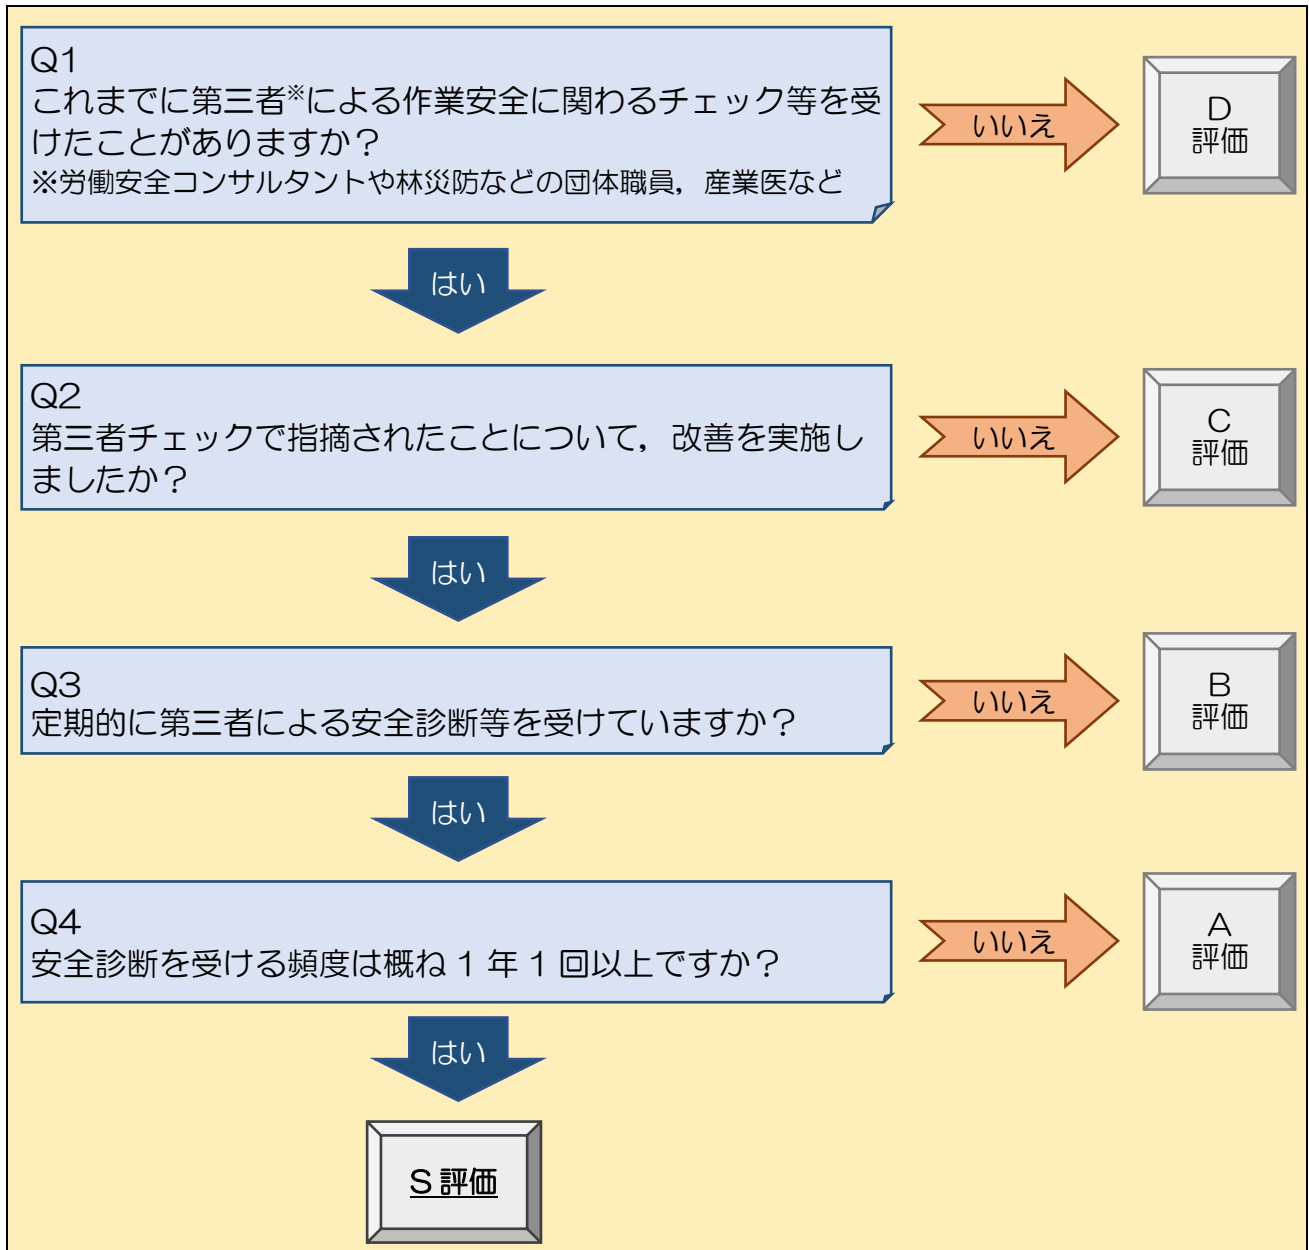 Q1
これまでに第三者※による作業安全に関わるチェック等を受
けたことがありますか？
※労働安全コンサルタントや林災防などの団体職員，産業医など
いいえ
D
評価
はい
Q2
第三者チェックで指摘されたことについて，改善を実施し
ましたか？
いいえ
C
評価
はい
Q3
定期的に第三者による安全診断等を受けていますか？
いいえ
B
評価
はい
Q4
安全診断を受ける頻度は概ね 1 年 1 回以上ですか？
いいえ
A
評価
はい
S 評価